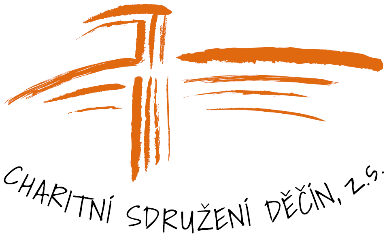 CHARITNÍ SDRUŽENÍ DĚČÍN, z.s.